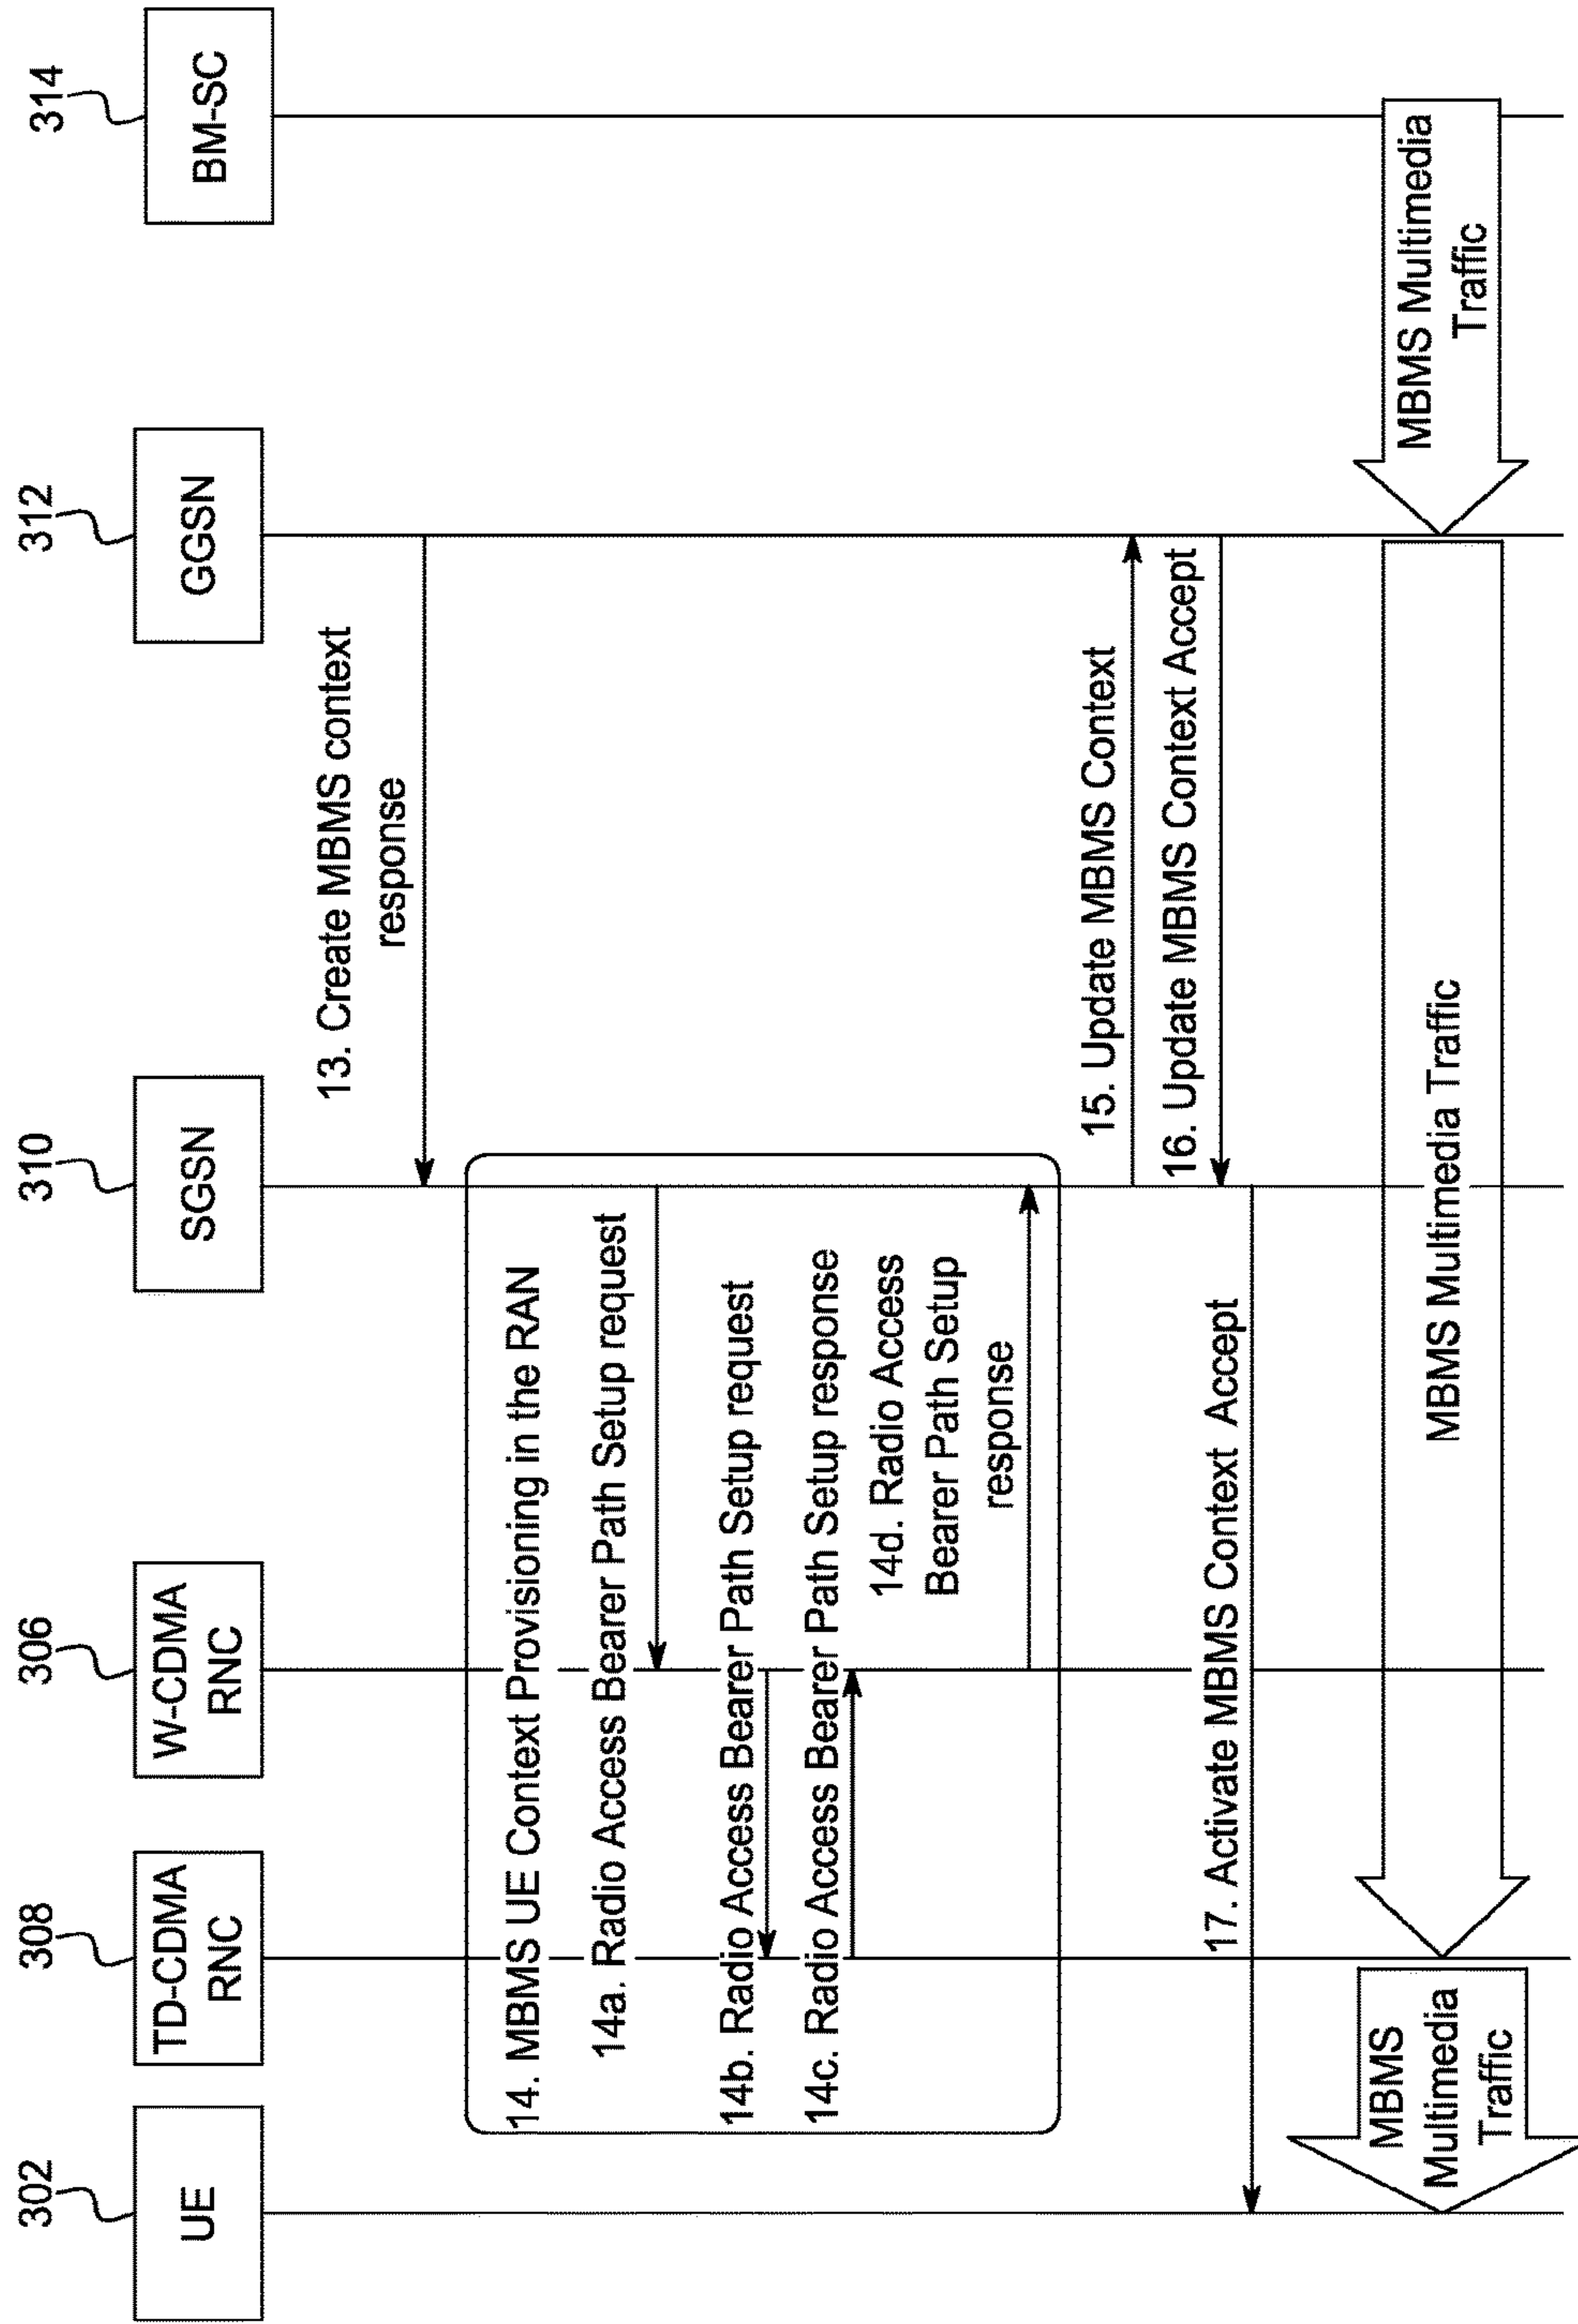 302
308
306
310
312
314
UE
TD-CDMA
RNC
W-CDMA
RNC
SGSN
GGSN
BM-SC
13. Create MBMS context
response
14. MBMS UE Context Provisioning in the RAN
14a. Radio Access Bearer Path Setup request
14b. Radio Access Bearer Path Setup request
14c. Radio Access Bearer Path Setup response
14d. Radio Access
Bearer Path Setup
response
15. Update MBMS Context
16. Update MBMS Context Accept
17. Activate MBMS Context Accept
MBMS
Multimedia
Traffic
MBMS Multimedia Traffic
MBMS Multimedia
Traffic